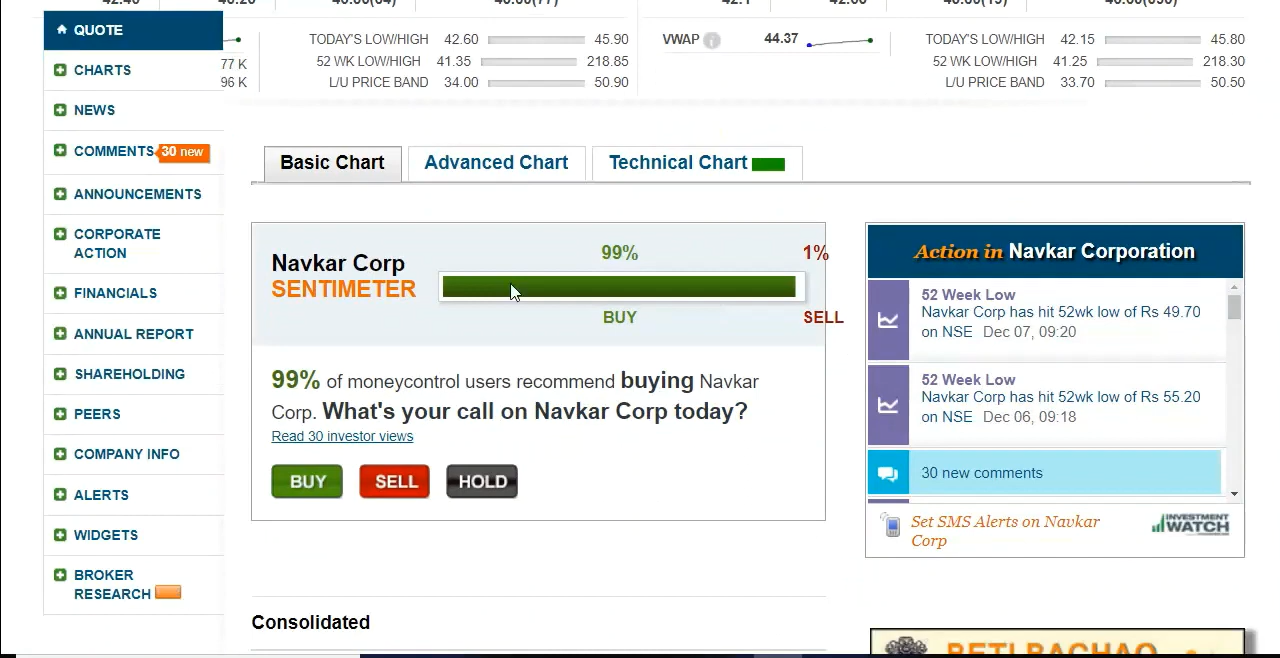 QUOTE
CHARTS
NEWS
COMMENTS 30 new
ANNOUNCEMENTS
CORPORATE
ACTION
FINANCIALS
ANNUAL REPORT
SHAREHOLDING
PEERS
COMPANY INFO
ALERTS
WIDGETS
BROKER
RESEARCH
77 K
96 K
TODAY'S LOW/HIGH 42.60 45.90
52 WK LOW/HIGH 41.35 218.85
L/U PRICE BAND 34.00 50.90
VWAP i 44.37
TODAY'S LOW/HIGH 42.15 45.80
52 WK LOW/HIGH 41.25 218.30
L/U PRICE BAND 33.70 50.50
Basic Chart Advanced Chart Technical Chart
Navkar Corp
SENTIMETER
99% 1%
BUY SELL
99% of moneycontrol users recommend buying Navkar
Corp. What's your call on Navkar Corp today?
Read 30 investor views
BUY SELL HOLD
Consolidated
Action in Navkar Corporation
52 Week Low
Navkar Corp has hit 52wk low of Rs 49.70
on NSE Dec 07, 09:20
52 Week Low
Navkar Corp has hit 52wk low of Rs 55.20
on NSE Dec 06, 09:18
30 new comments
Set SMS Alerts on Navkar
Corp
INVESTMENT
WATCH
BETI BACHAO